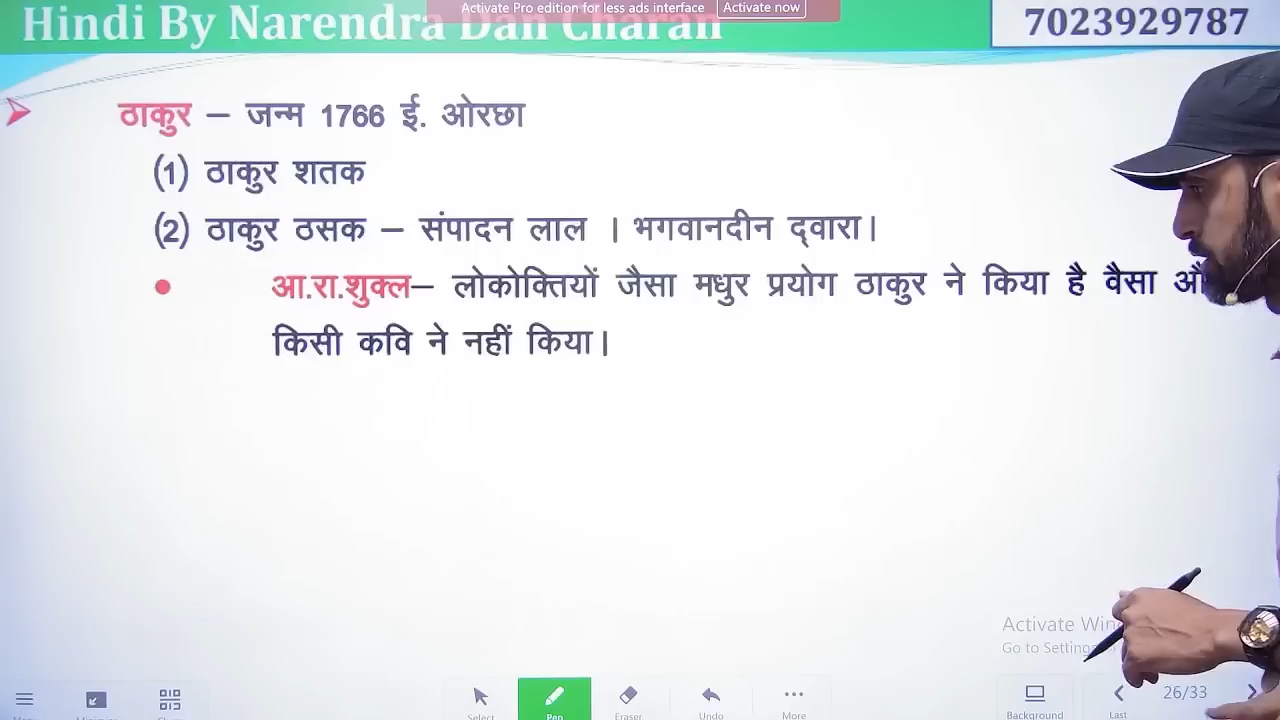 Activate Pro edition for less ads interface Activate now
Hindi By Narendra Dan Charan
7023929787
ठाकुर – जन्म 1766 ई. ओरछा
(1) ठाकुर शतक
(2) ठाकुर ठसक – संपादन लाल । भगवानदीन द्वारा।
आ.रा.शुक्ल– लोकोक्तियों जैसा मधुर प्रयोग ठाकुर ने किया है वैसा
किसी कवि ने नहीं किया।
Activate
Go to Settings
Select
Pen
Eraser
Undo
More
Background
Last
26/33